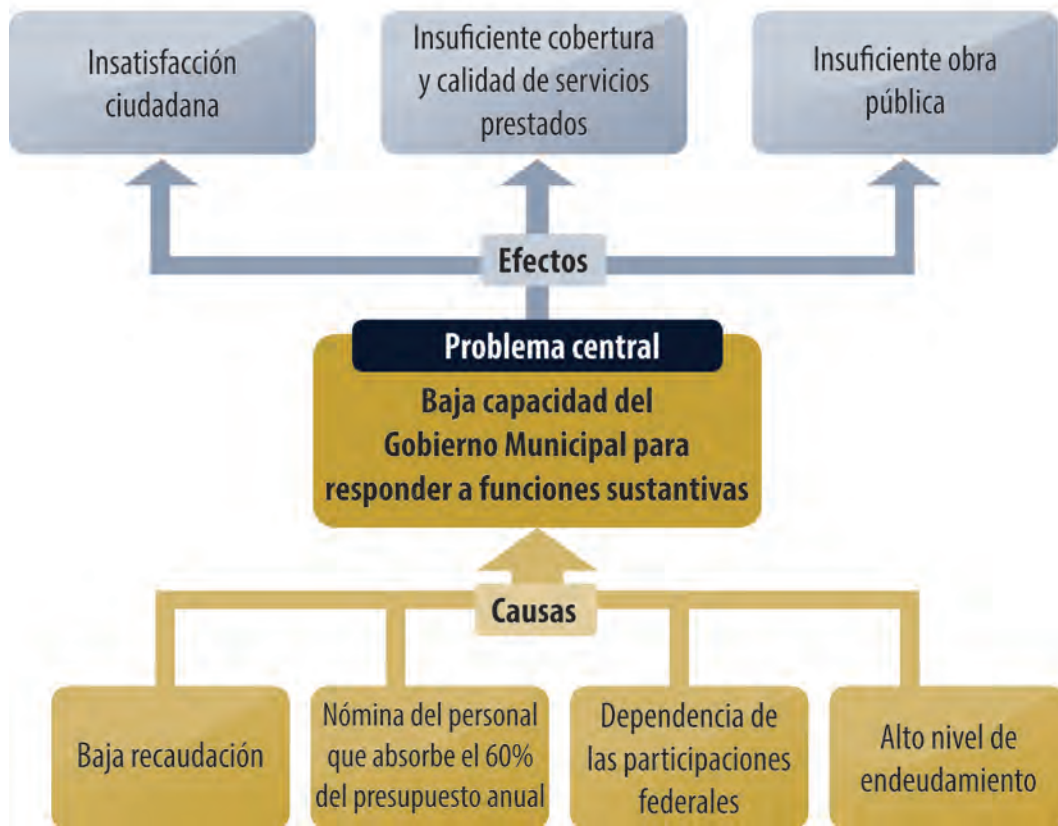 Insatisfacción
ciudadana
Insuficiente cobertura
y calidad de servicios
prestados
Insuficiente obra
pública
Efectos
Problema central
Baja capacidad del
Gobierno Municipal para
responder a funciones sustantivas
Causas
Baja recaudación
Nómina del personal
que absorbe el 60%
del presupuesto anual
Dependencia de
las participaciones
federales
Alto nivel de
endeudamiento